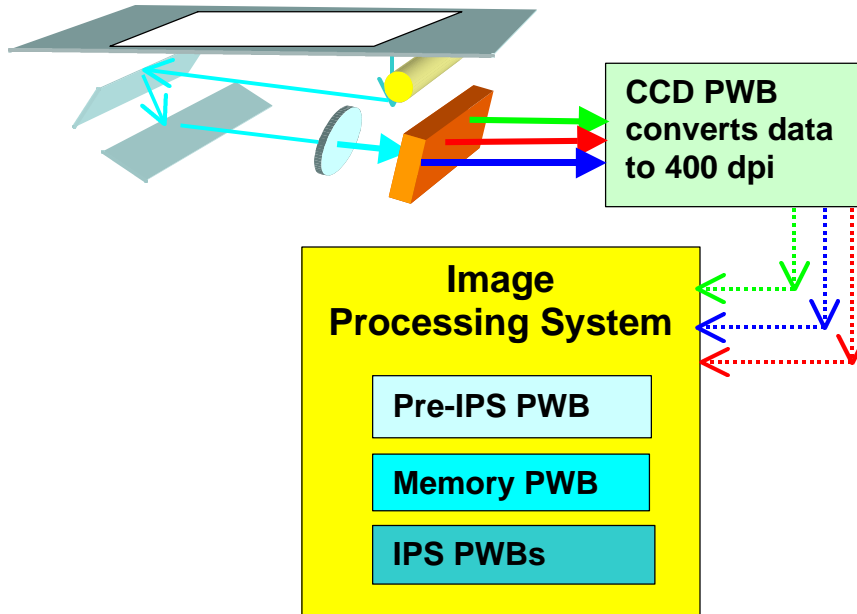 CCD PWB
converts data
to 400 dpi
Image
Processing System
Pre-IPS PWB
Memory PWB
IPS PWBs